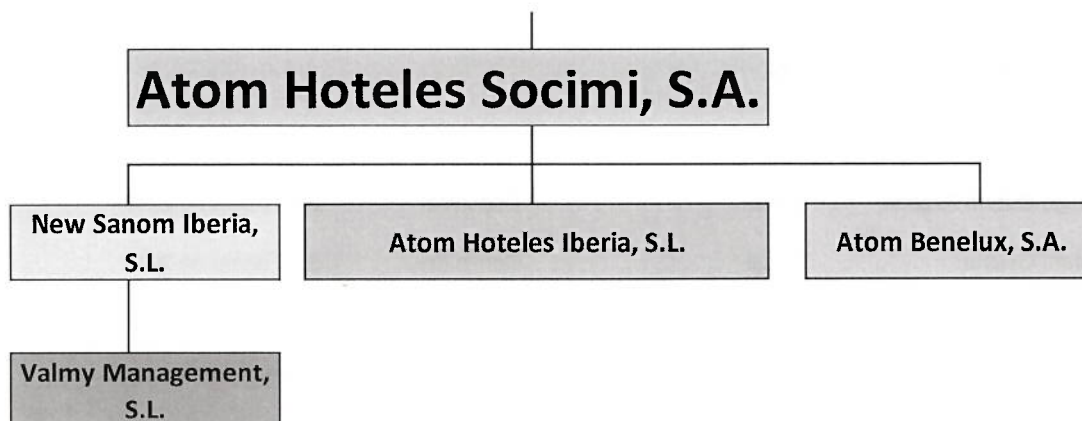 Atom Hoteles Socimi, S.A.
New Sanom Iberia,
S.L.
Atom Hoteles Iberia, S.L.
Atom Benelux, S.A.
Valmy Management,
S.L.